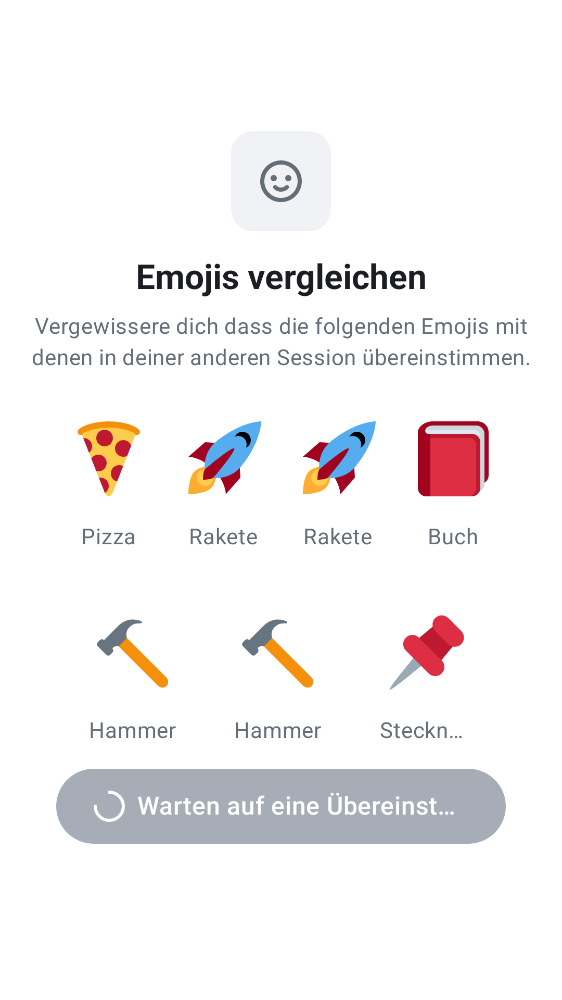 Emojis vergleichen
Vergewissere dich dass die folgenden Emojis mit
denen in deiner anderen Session übereinstimmen.
Pizza
Rakete
Rakete
Buch
Hammer
Hammer
Steckn…
Warten auf eine Übereinst…